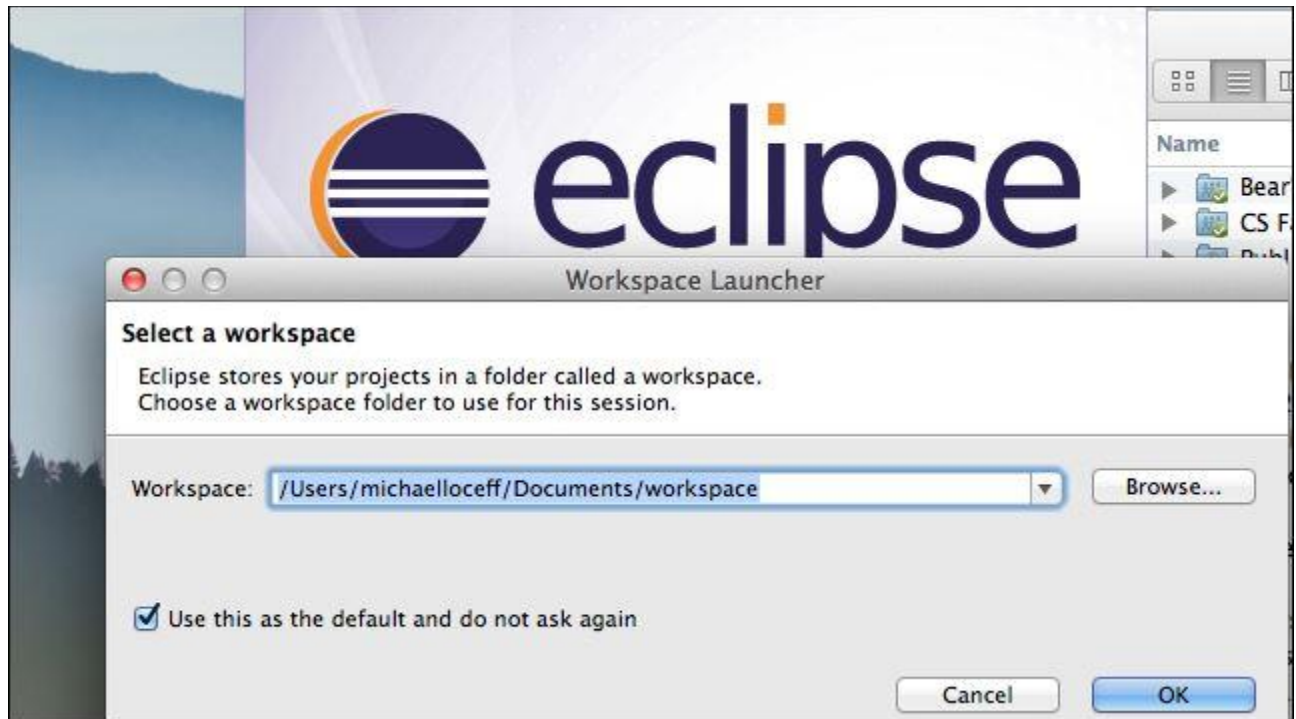 eclipse
Name
Bear
CS F
Workspace Launcher
Select a workspace
Eclipse stores your projects in a folder called a workspace.
Choose a workspace folder to use for this session.
Workspace: /Users/michaelloceff/Documents/workspace Browse...
Use this as the default and do not ask again
Cancel OK